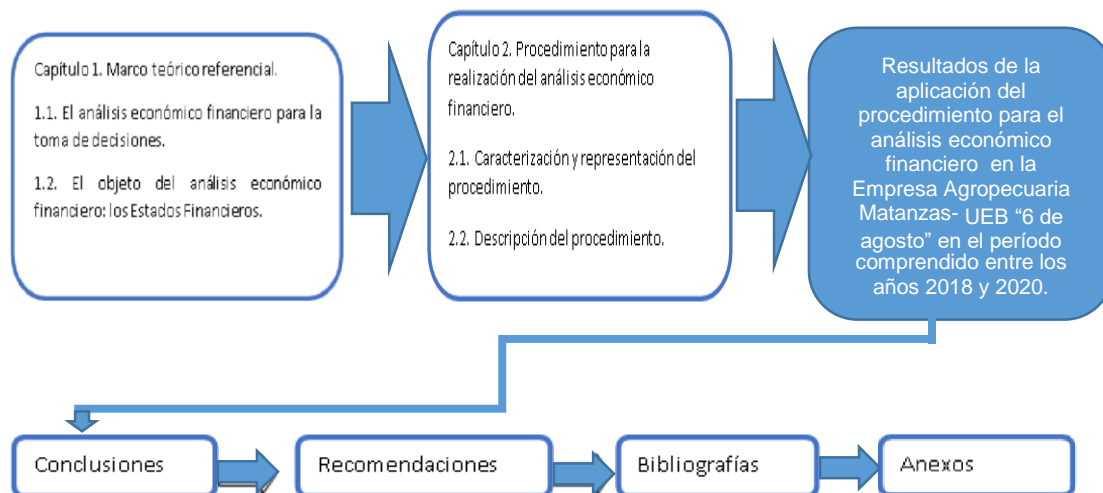 Capítulo 1. Marco teórico referencial.
1.1. El análisis económico financiero para la
toma de decisiones.
1.2. El objeto del análisis económico
financiero: los Estados Financieros.
Capítulo 2. Procedimiento para la
realización del análisis económico
financiero.
2.1. Caracterización y representación del
procedimiento.
2.2. Descripción del procedimiento.
Resultados de la
aplicación del
procedimiento para el
análisis económico
financiero en la
Empresa Agropecuaria
Matanzas- UEB “6 de
agosto” en el período
comprendido entre los
años 2018 y 2020.
Conclusiones
Recomendaciones
Bibliografías
Anexos